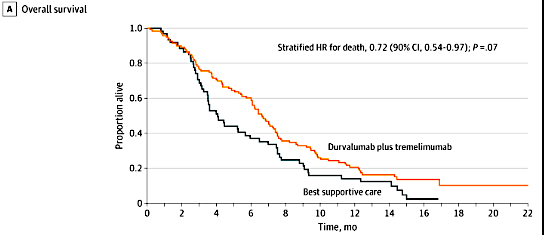 A Overall survival
Stratified HR for death, 0.72 (90% CI, 0.54-0.97); P =.07
Proportion alive
1.0
0.8
0.6
0.4
0.2
0
Durvalumab plus tremelimumab
Best supportive care
0 2 4 6 8 10 12 14 16 18 20 22
Time, mo